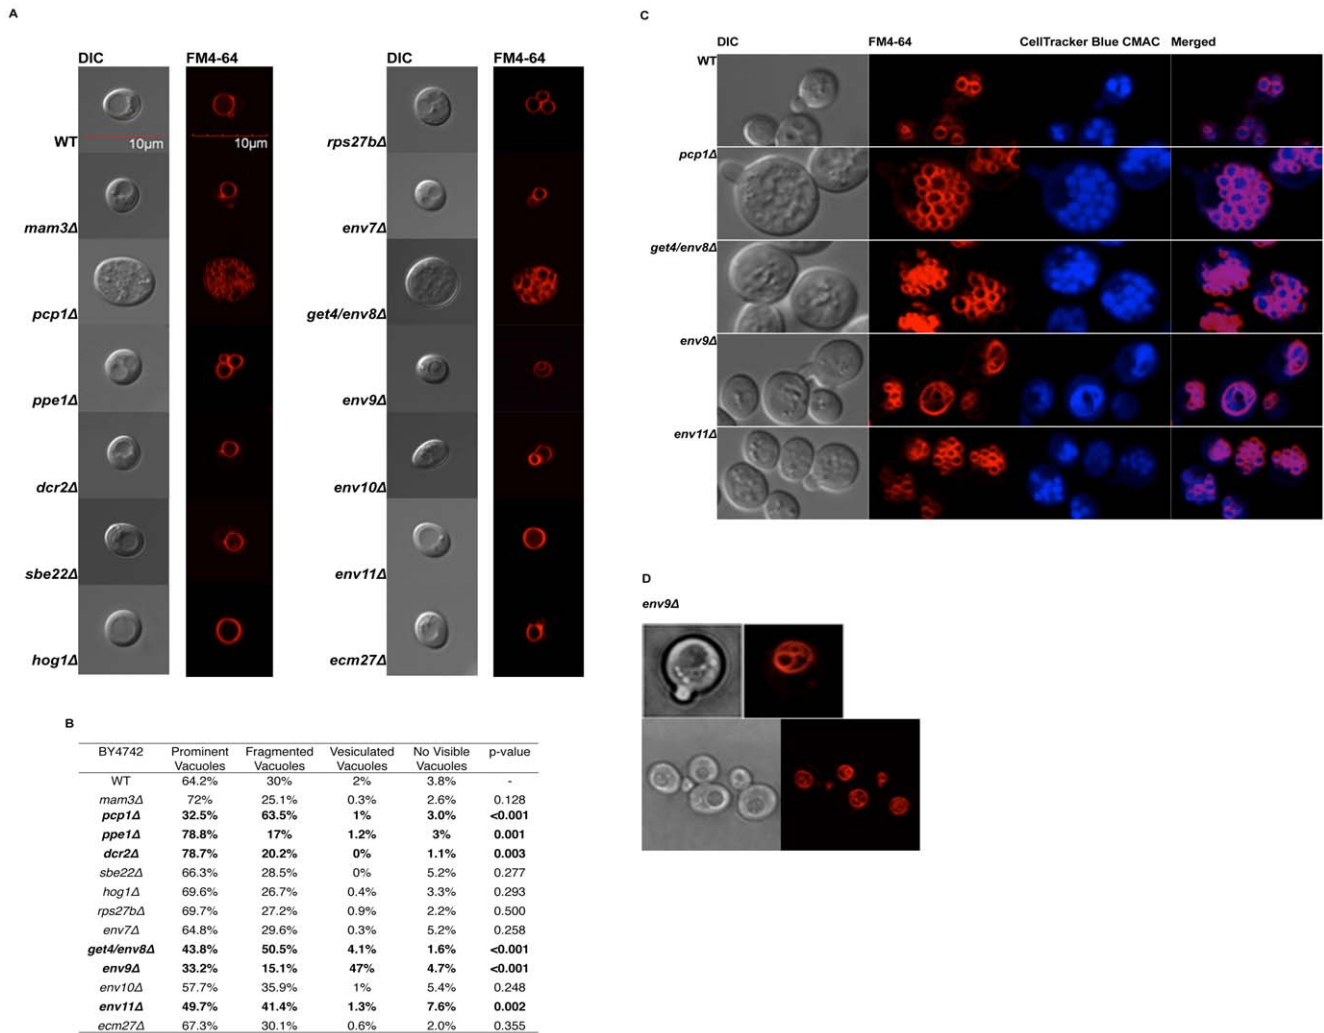 A
DIC
FM4-64
DIC
FM4-64
WT
10µm
10µm
rps27bΔ
mam3Δ
env7Δ
pcp1Δ
get4/env8Δ
ppe1Δ
env9Δ
dcr2Δ
env10Δ
sbe22Δ
env11Δ
hog1Δ
ecm27Δ
B
BY4742 Prominent Vacuoles Fragmented Vacuoles Vesiculated Vacuoles No Visible Vacuoles p-value
WT 64.2% 30% 2% 3.8% -
mam3Δ 72% 25.1% 0.3% 2.6% 0.128
pcp1Δ 32.5% 63.5% 1% 3.0% <0.001
ppe1Δ 78.8% 17% 1.2% 3% 0.001
dcr2Δ 78.7% 20.2% 0% 1.1% 0.003
sbe22Δ 66.3% 28.5% 0% 5.2% 0.277
hog1Δ 69.6% 26.7% 0.4% 3.3% 0.293
rps27bΔ 69.7% 27.2% 0.9% 2.2% 0.500
env7Δ 64.8% 29.6% 0.3% 5.2% 0.258
get4/env8Δ 43.8% 50.5% 4.1% 1.6% <0.001
env9Δ 33.2% 15.1% 47% 4.7% <0.001
env10Δ 57.7% 35.9% 1% 5.4% 0.248
env11Δ 49.7% 41.4% 1.3% 7.6% 0.002
ecm27Δ 67.3% 30.1% 0.6% 2.0% 0.355
C
DIC FM4-64 CellTracker Blue CMAC Merged
WT
pcp1Δ
get4/env8Δ
env9Δ
env11Δ
D
env9Δ